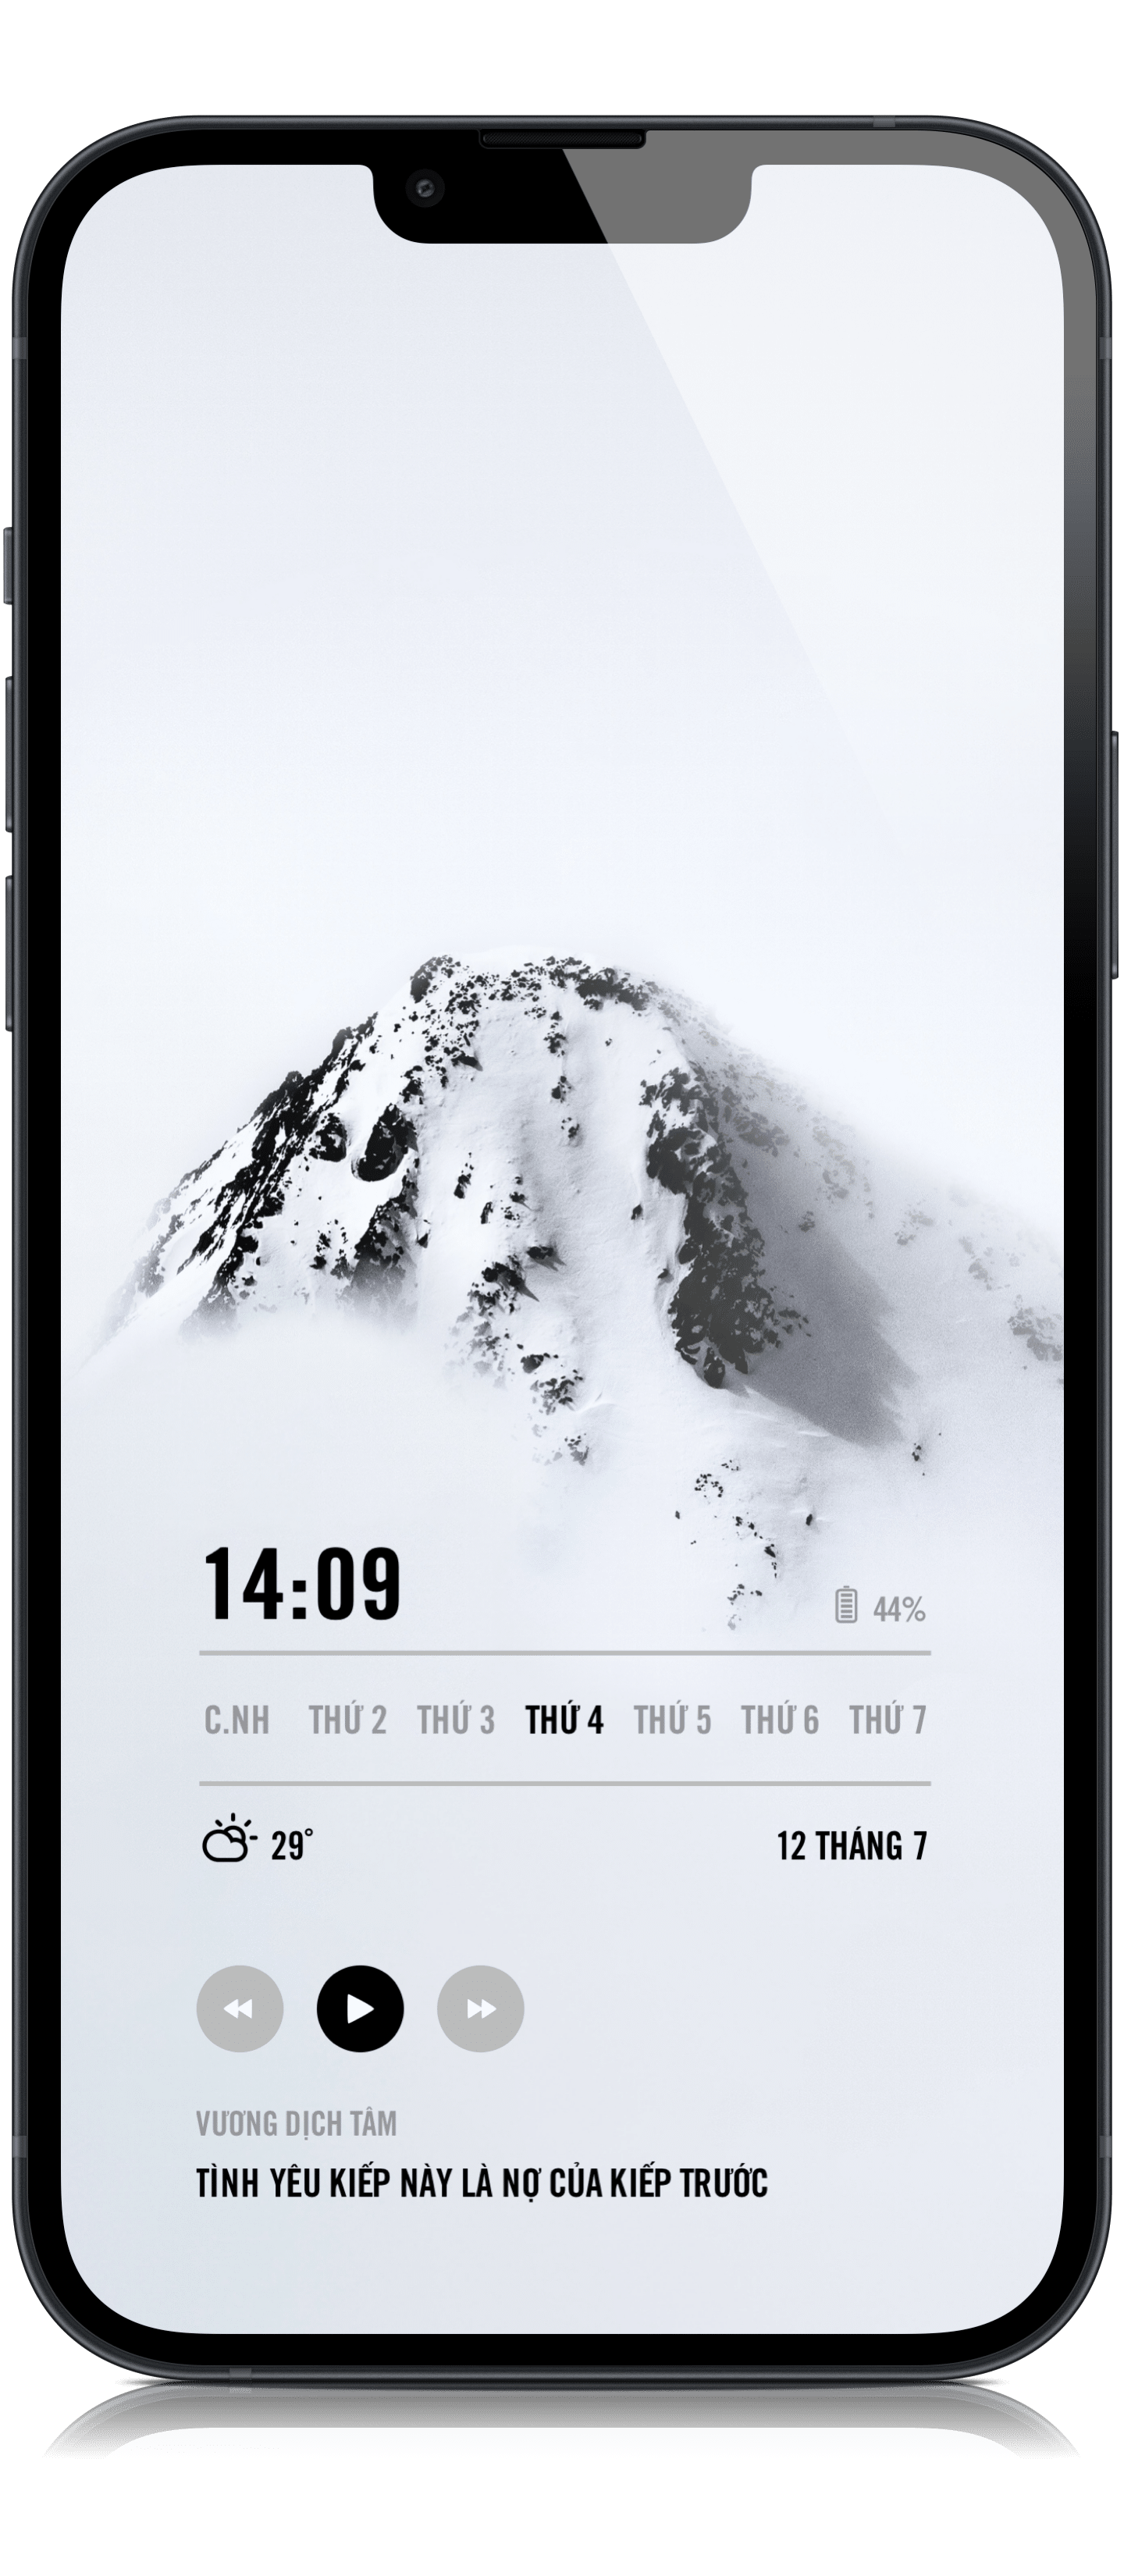 14:09
44%
C.NH THỨ 2 THỨ 3 THỨ 4 THỨ 5 THỨ 6 THỨ 7
29°
12 THÁNG 7
VƯƠNG DỊCH TÂM
TÌNH YÊU KIẾP NÀY LÀ NỢ CỦA KIẾP TRƯỚC